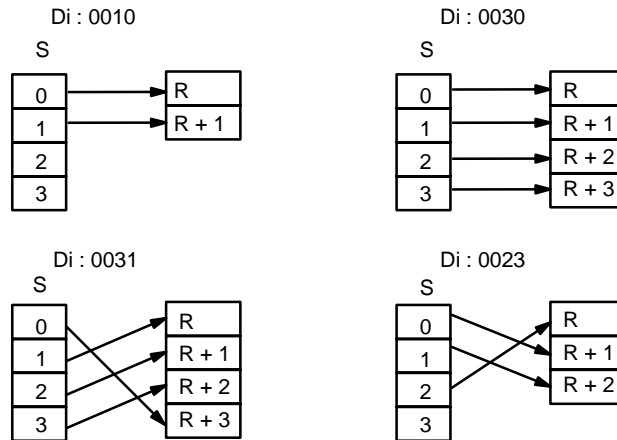 Di : 0010
S
0
1
2
3
R
R + 1
Di : 0030
S
0
1
2
3
R
R + 1
R + 2
R + 3
Di : 0031
S
0
1
2
3
R
R + 1
R + 2
R + 3
Di : 0023
S
0
1
2
3
R
R + 1
R + 2